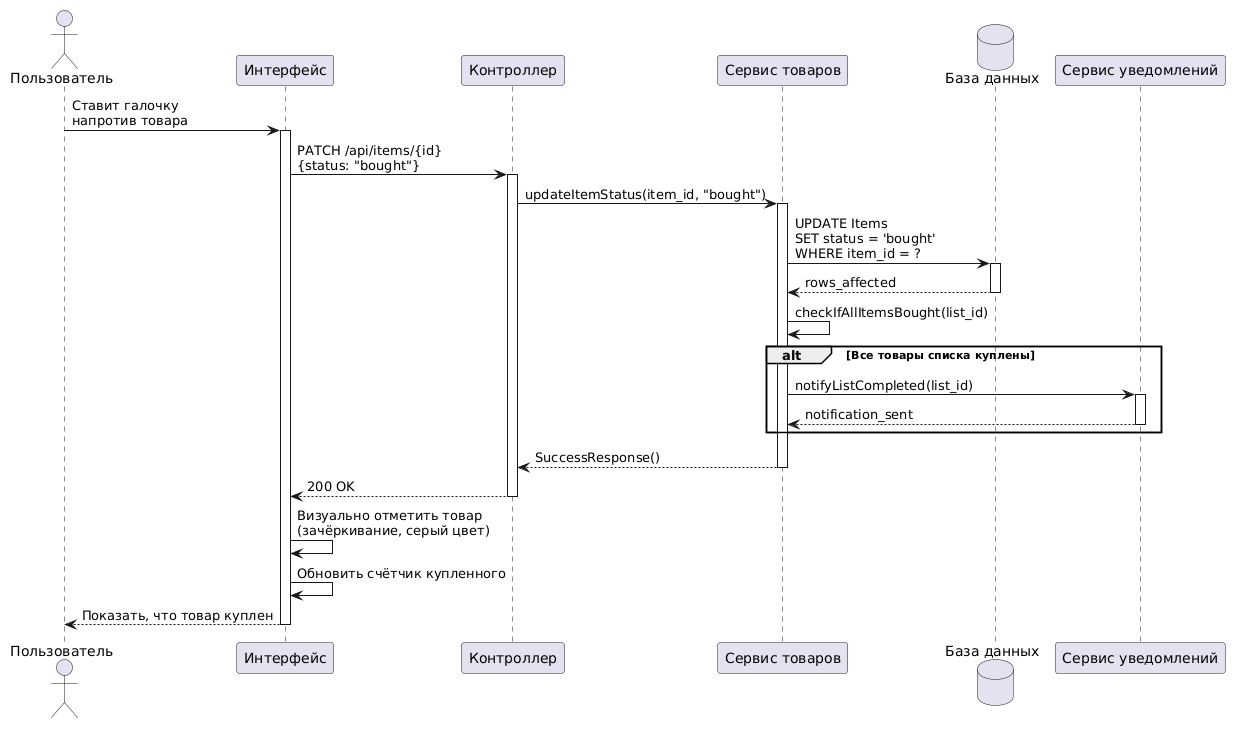 Пользователь
Интерфейс
Контроллер
Сервис товаров
База данных
Сервис уведомлений
Ставит галочку
напротив товара
PATCH /api/items/{id}
{status: "bought"}
updateItemStatus(item_id, "bought")
UPDATE Items
SET status = 'bought'
WHERE item_id = ?
rows_affected
checkIfAllItemsBought(list_id)
alt
[Все товары списка куплены]
notifyListCompleted(list_id)
notification_sent
SuccessResponse()
200 OK
Визуально отметить товар
(зачёркивание, серый цвет)
Обновить счётчик купленного
Показать, что товар куплен
Пользователь
Интерфейс
Контроллер
Сервис товаров
База данных
Сервис уведомлений